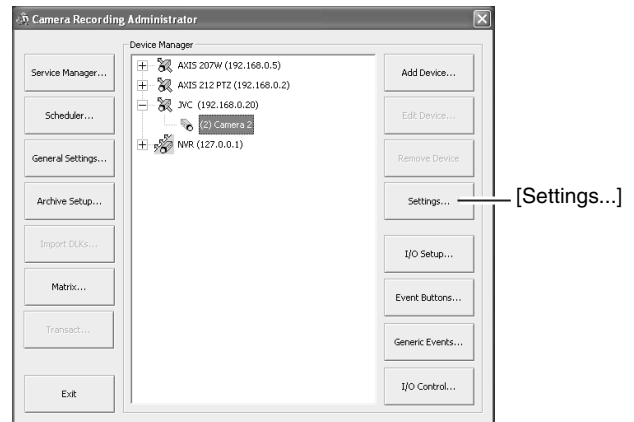 Camera Recording Administrator
Device Manager
Service Manager...
Scheduler...
General Settings...
Archive Setup...
Import DLKs...
Matrix...
Transact...
Exit
AXIS 207W (192.168.0.5)
AXIS 212 PTZ (192.168.0.2)
JVC (192.168.0.20)
(2) Camera 2
NVR (127.0.0.1)
Add Device...
Edit Device...
Remove Device
Settings...
I/O Setup...
Event Buttons...
Generic Events...
I/O Control...
[Settings...]